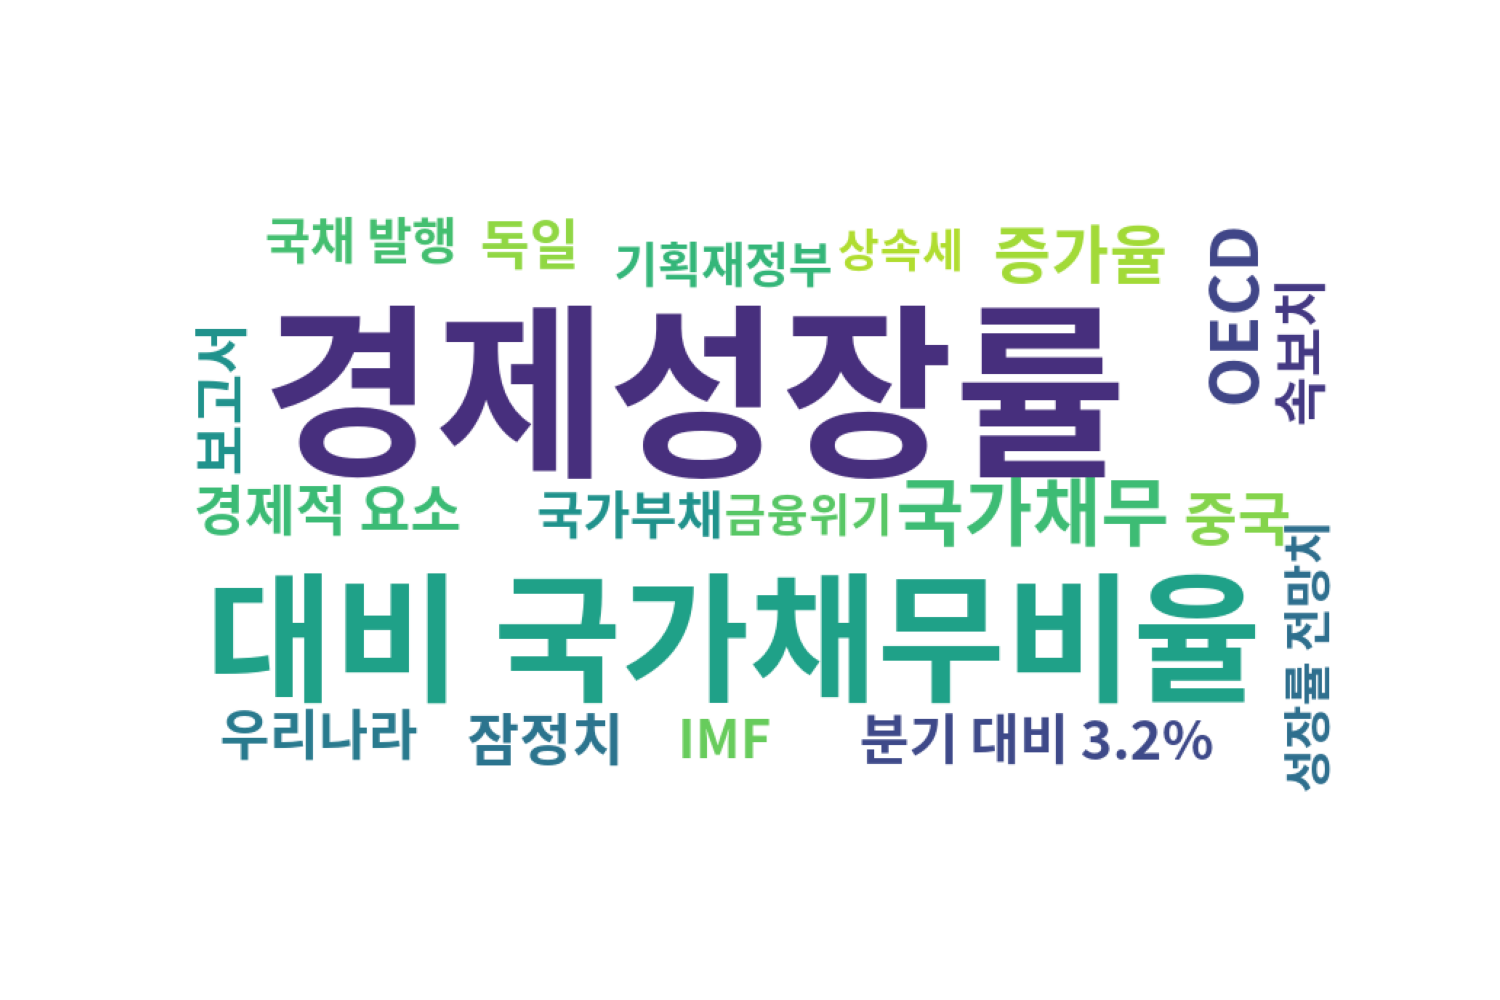 국채 발행
독일
기획재정부
상속세
증가율
OECD
속보치
보고서
경제성장률
경제적 요소
국가부채
금융위기
국가채무
중국
대비 국가채무비율
성장률 전망치
우리나라
잠정치
IMF
분기 대비 3.2%